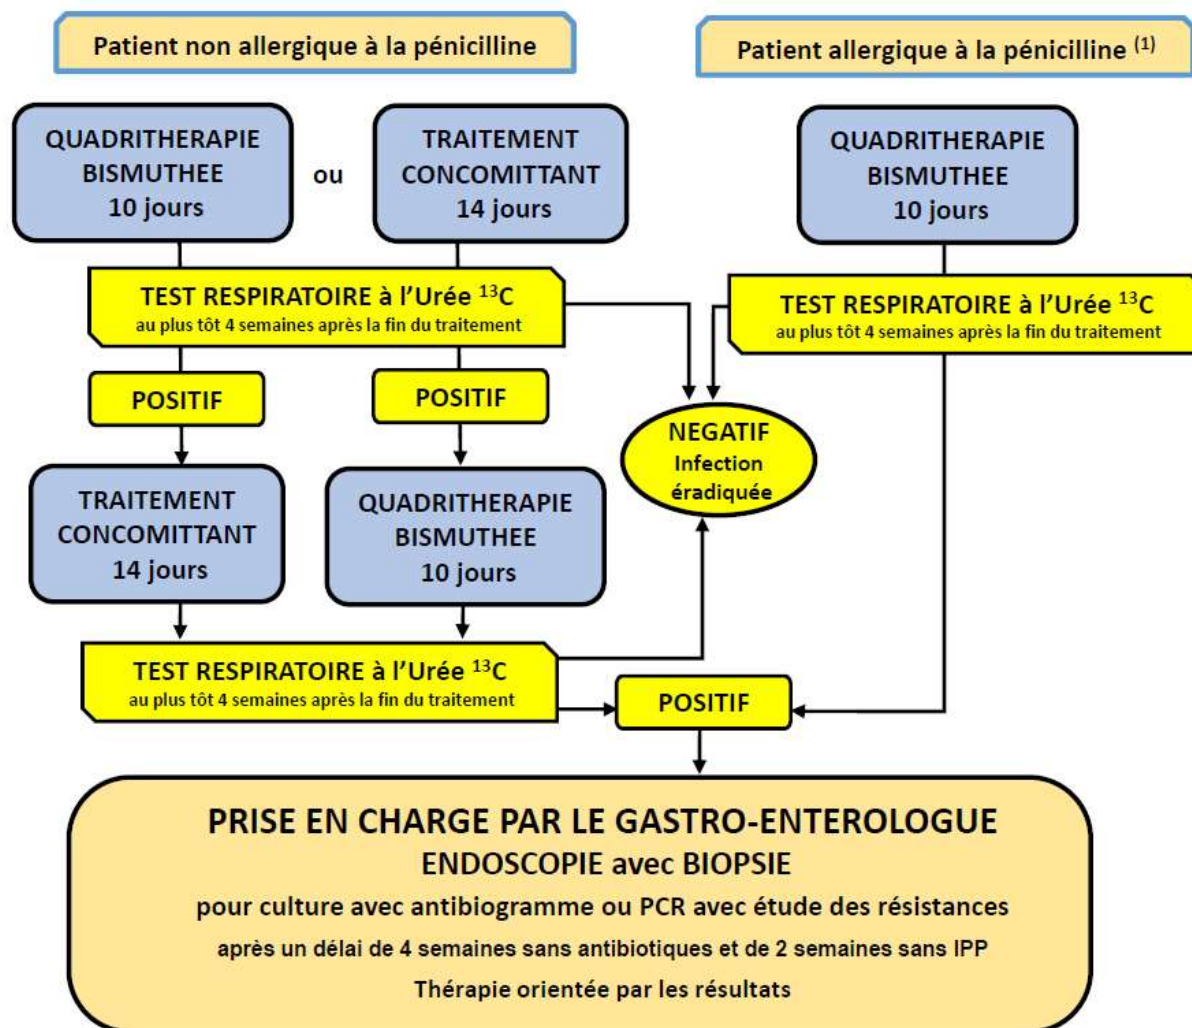 Patient non allergique à la pénicilline
Patient allergique à la pénicilline (1)
QUADRITHERAPIE
BISMUTHEE
10 jours
ou
TRAITEMENT
CONCOMITTANT
14 jours
QUADRITHERAPIE
BISMUTHEE
10 jours
TEST RESPIRATOIRE à l'Urée 13C
au plus tôt 4 semaines après la fin du traitement
TEST RESPIRATOIRE à l'Urée 13C
au plus tôt 4 semaines après la fin du traitement
POSITIF
POSITIF
NEGATIF
Infection
éradiquée
TRAITEMENT
CONCOMITTANT
14 jours
QUADRITHERAPIE
BISMUTHEE
10 jours
TEST RESPIRATOIRE à l'Urée 13C
au plus tôt 4 semaines après la fin du traitement
POSITIF
PRISE EN CHARGE PAR LE GASTRO-ENTEROLOGUE
ENDOSCOPIE avec BIOPSIE
pour culture avec antibiogramme ou PCR avec étude des résistances
après un délai de 4 semaines sans antibiotiques et de 2 semaines sans IPP
Thérapie orientée par les résultats